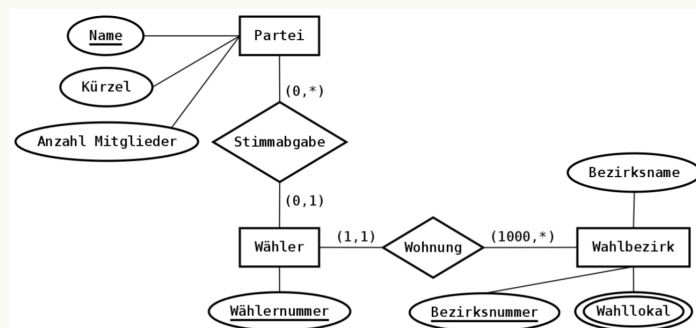 Name
Partei
Kürzel
(0,*)
Anzahl Mitglieder
Stimmabgabe
Bezirksname
(0,1)
Wähler
(1,1)
Wohnung
(1000,*)
Wahlbezirk
Wählernummer
Bezirksnummer
Wahllokal